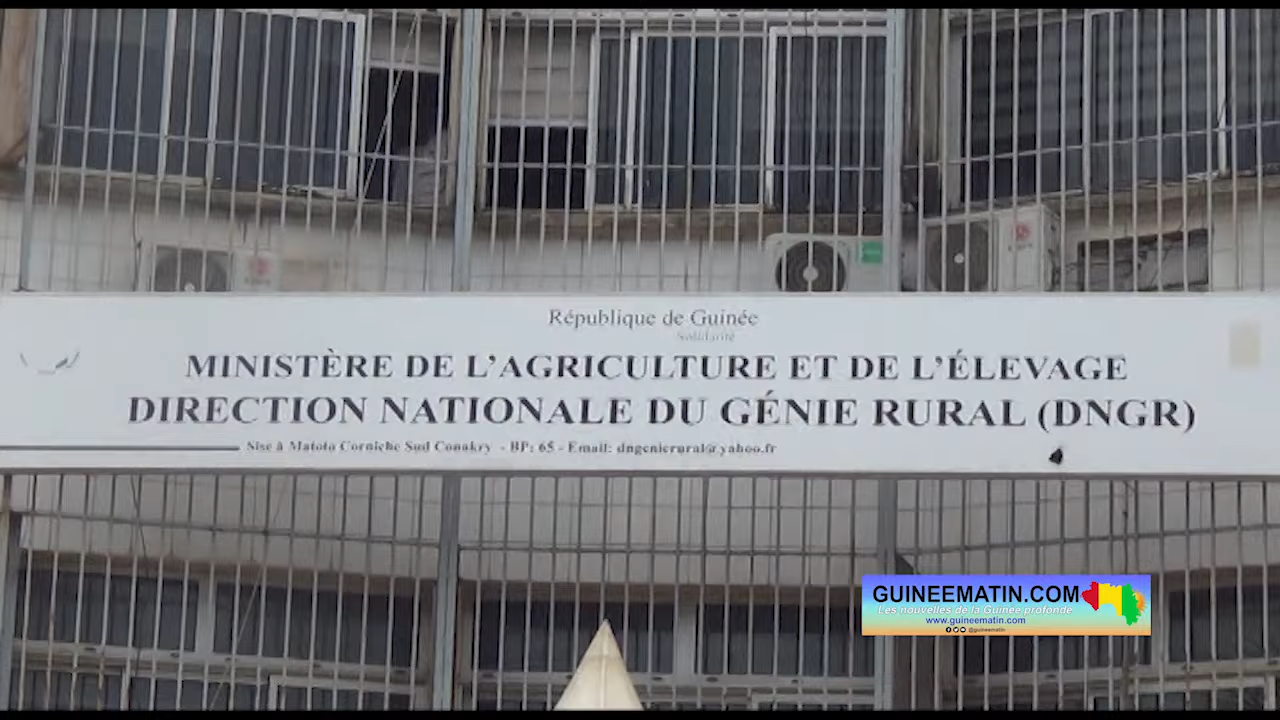 République de Guinée
Solidarité
MINISTÈRE DE L'AGRICULTURE ET DE L'ÉLEVAGE
DIRECTION NATIONALE DU GÉNIE RURAL (DNGR)
Sise à Matoto Corniche Sud Conakry - BP: 65 - Email: dngenierural@yahoo.fr
GUINEEMATIN.COM
Les nouvelles de la Guinée profonde
www.guineematin.com
@guineematin